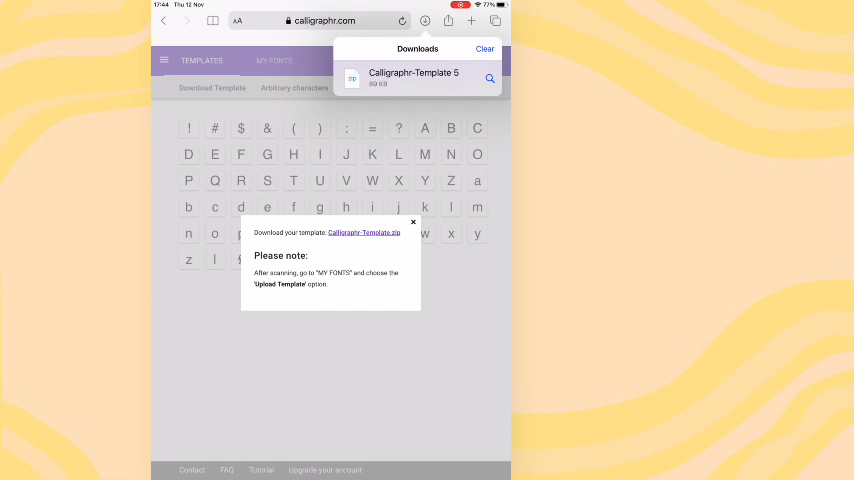 17:44 Thu 12 Nov
77%
AA calligraphr.com
Downloads Clear
zip Calligraphr-Template 5
89 KB
TEMPLATES MY FONTS
Download Template Arbitrary characters
! # $ & ( ) : = ? A B C
D E F G H I J K L M N O
P Q R S T U V W X Y Z a
b c d e f g h i j k l m
n o w x y
z
Download your template: Calligraphr-Template.zip
Please note:
After scanning, go to "MY FONTS" and choose the
'Upload Template' option.
Contact FAQ Tutorial Upgrade your account